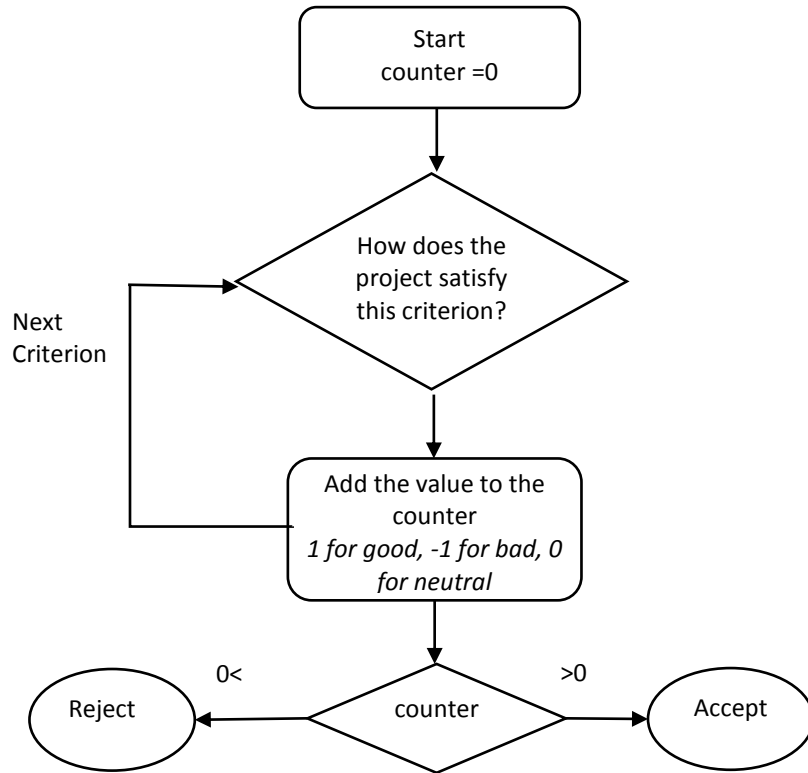 Start
counter =0
How does the
project satisfy
this criterion?
Next
Criterion
Add the value to the
counter
1 for good, -1 for bad, 0
for neutral
0<
>0
Reject
counter
Accept